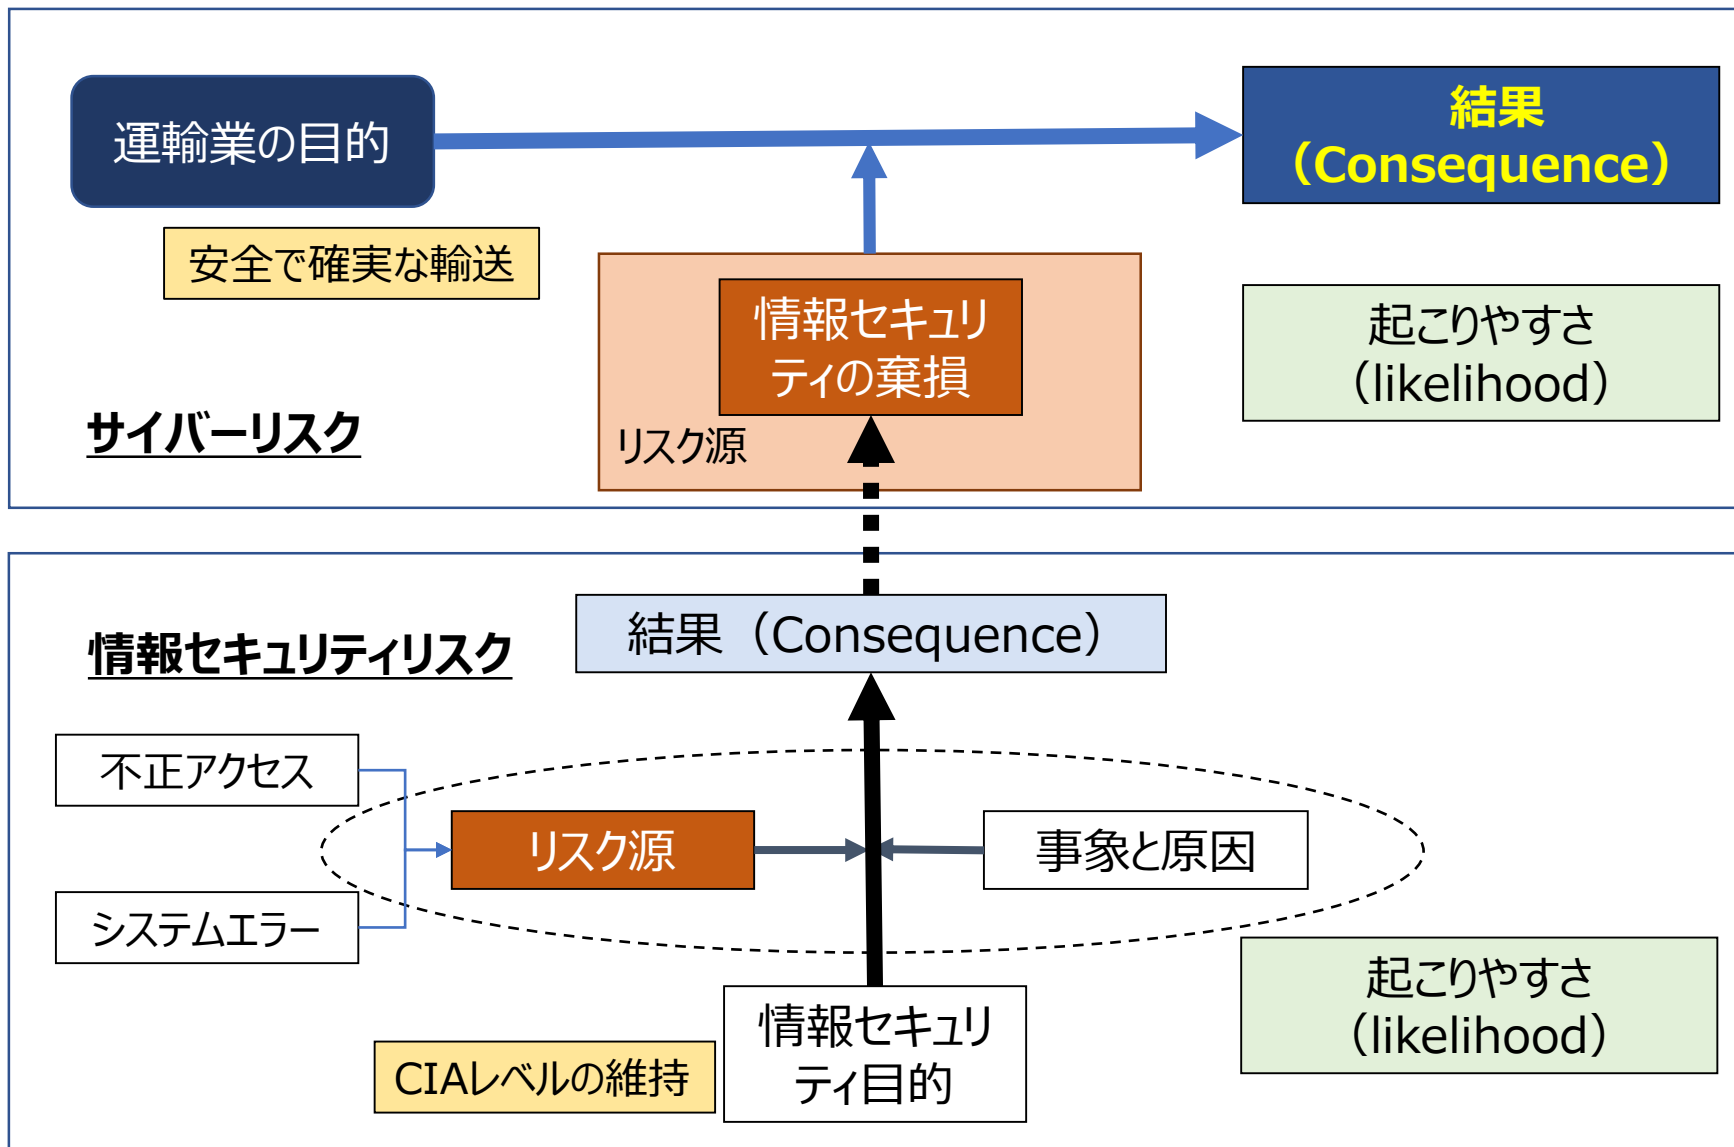 運輸業の目的
結果
（Consequence）
安全で確実な輸送
情報セキュリ
ティの棄損
リスク源
起こりやすさ
（likelihood）
サイバーリスク
情報セキュリティリスク
結果（Consequence）
不正アクセス
リスク源
事象と原因
システムエラー
情報セキュリ
ティ目的
CIAレベルの維持
起こりやすさ
（likelihood）